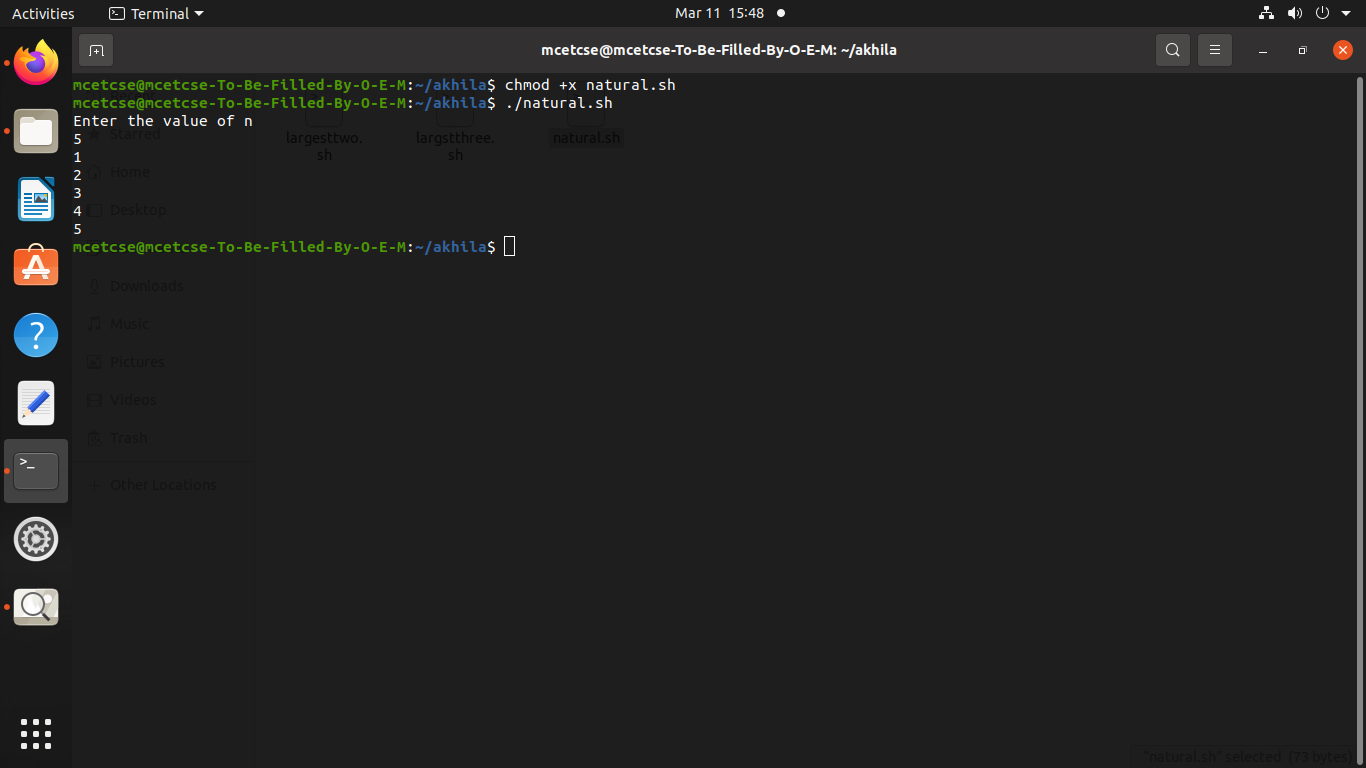 Activities
Terminal
Mar 11 15:48
mcetcse@mcetcse-To-Be-Filled-By-O-E-M: ~/akhila
mcetcse@mcetcse-To-Be-Filled-By-O-E-M:~/akhila$ chmod +x natural.sh
mcetcse@mcetcse-To-Be-Filled-By-O-E-M:~/akhila$ ./natural.sh
Enter the value of n
5
1
2
3
4
5
mcetcse@mcetcse-To-Be-Filled-By-O-E-M:~/akhila$
largesttwo.
sh
largstthree.
sh
natural.sh
Starred
Home
Desktop
Downloads
Music
Pictures
Videos
Trash
+ Other Locations
"natural.sh" selected (73 bytes)